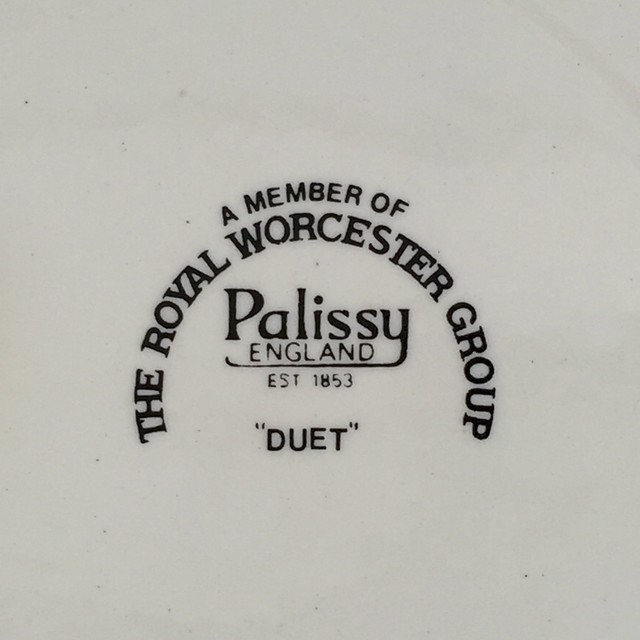 A MEMBER OF
THE ROYAL WORCESTER GROUP
Palissy
ENGLAND
EST 1853
"DUET"